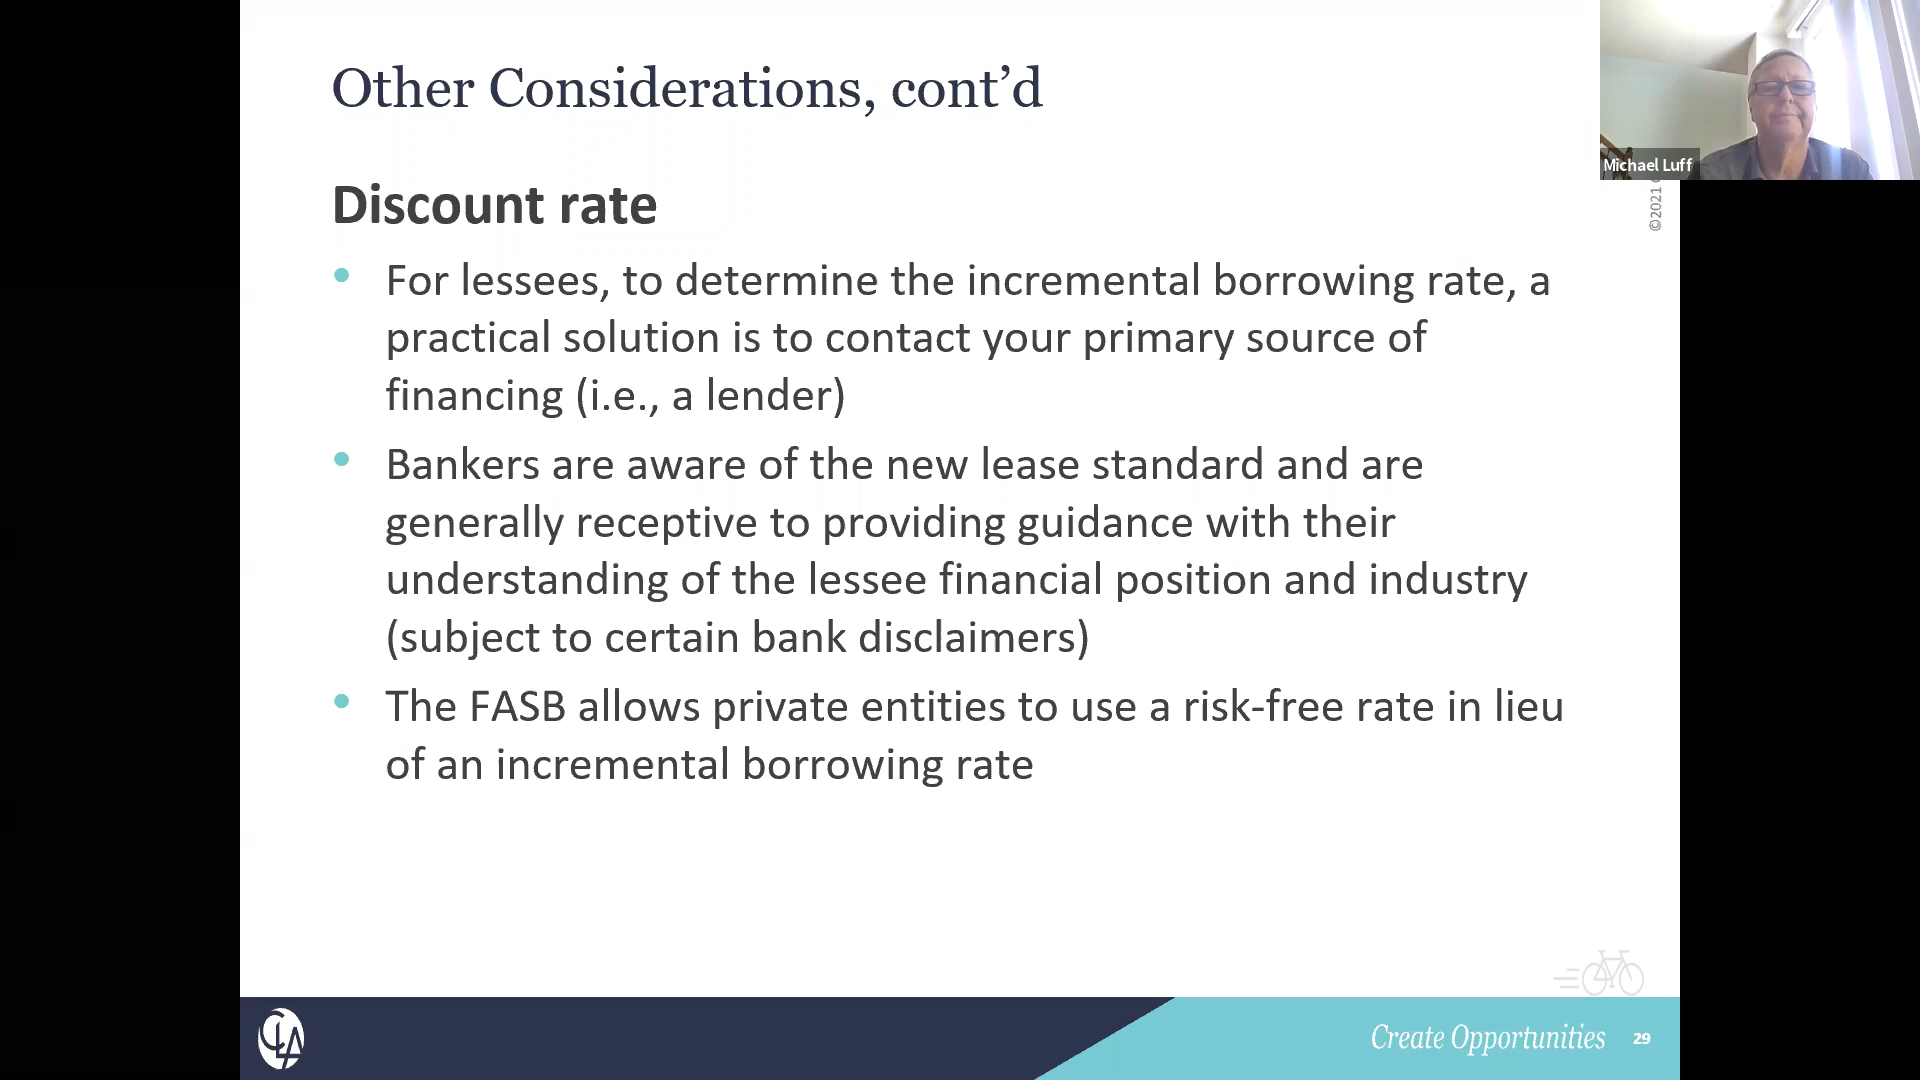 Other Considerations, cont’d
Michael Luff
©2021
Discount rate
• For lessees, to determine the incremental borrowing rate, a
practical solution is to contact your primary source of
financing (i.e., a lender)
• Bankers are aware of the new lease standard and are
generally receptive to providing guidance with their
understanding of the lessee financial position and industry
(subject to certain bank disclaimers)
• The FASB allows private entities to use a risk-free rate in lieu
of an incremental borrowing rate
CLA
Create Opportunities 29